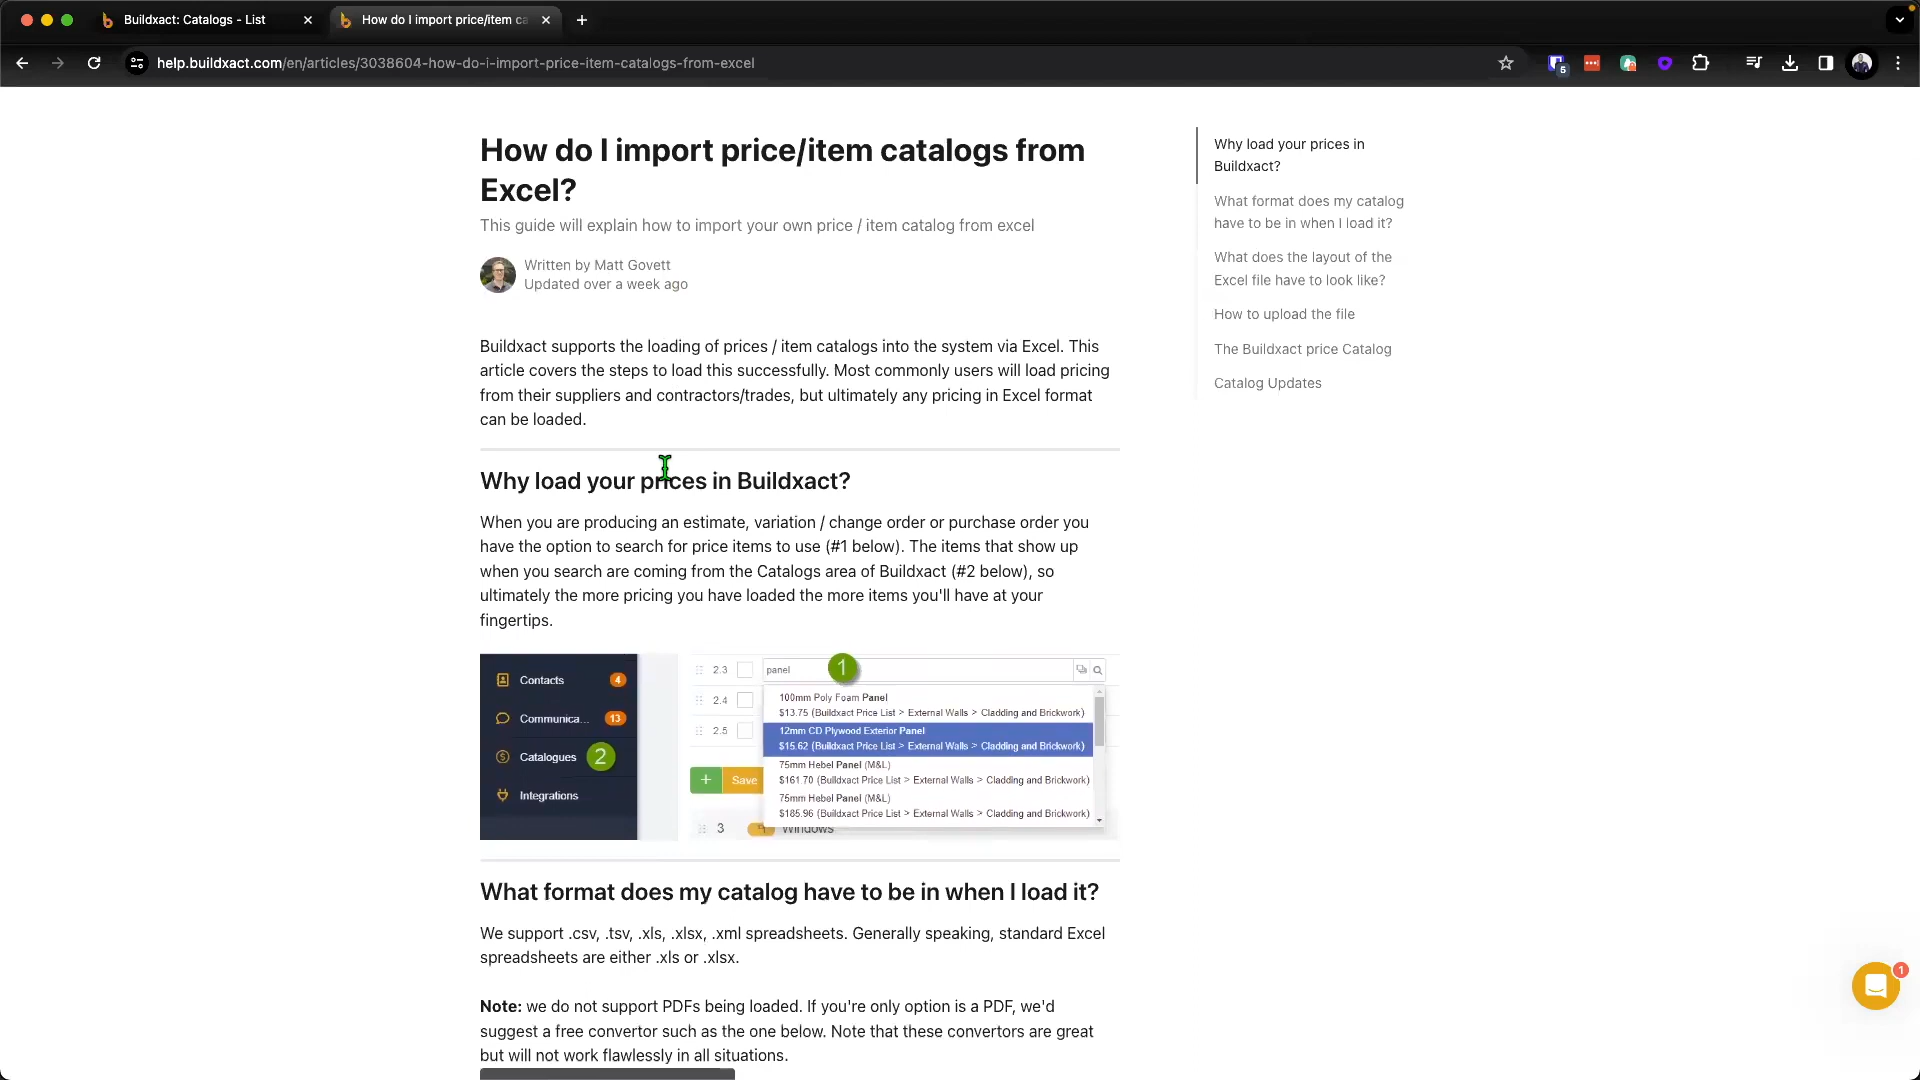 Buildxact: Catalogs - List
How do I import price/item ca
help.buildxact.com/en/articles/3038604-how-do-i-import-price-item-catalogs-from-excel
6
How do I import price/item catalogs from
Excel?
This guide will explain how to import your own price / item catalog from excel
Written by Matt Govett
Updated over a week ago
Buildxact supports the loading of prices / item catalogs into the system via Excel. This
article covers the steps to load this successfully. Most commonly users will load pricing
from their suppliers and contractors/trades, but ultimately any pricing in Excel format
can be loaded.
Why load your prices in Buildxact?
When you are producing an estimate, variation / change order or purchase order you
have the option to search for price items to use (#1 below). The items that show up
when you search are coming from the Catalogs area of Buildxact (#2 below), so
ultimately the more pricing you have loaded the more items you'll have at your
fingertips.
Contacts 4
Communica... 13
Catalogues 2
Integrations
2.3 panel 1
2.4
2.5
100mm Poly Foam Panel
$13.75 (Buildxact Price List > External Walls > Cladding and Brickwork)
12mm CD Plywood Exterior Panel
$15.62 (Buildxact Price List > External Walls > Cladding and Brickwork)
75mm Hebel Panel (M&L)
$161.70 (Buildxact Price List > External Walls > Cladding and Brickwork)
75mm Hebel Panel (M&L)
$185.96 (Buildxact Price List > External Walls > Cladding and Brickwork)
+ Save
3 Windows
What format does my catalog have to be in when I load it?
We support .csv, .tsv, .xls, .xlsx, .xml spreadsheets. Generally speaking, standard Excel
spreadsheets are either .xls or .xlsx.
Note: we do not support PDFs being loaded. If you're only option is a PDF, we'd
suggest a free convertor such as the one below. Note that these convertors are great
but will not work flawlessly in all situations.
Why load your prices in
Buildxact?
What format does my catalog
have to be in when I load it?
What does the layout of the
Excel file have to look like?
How to upload the file
The Buildxact price Catalog
Catalog Updates
1